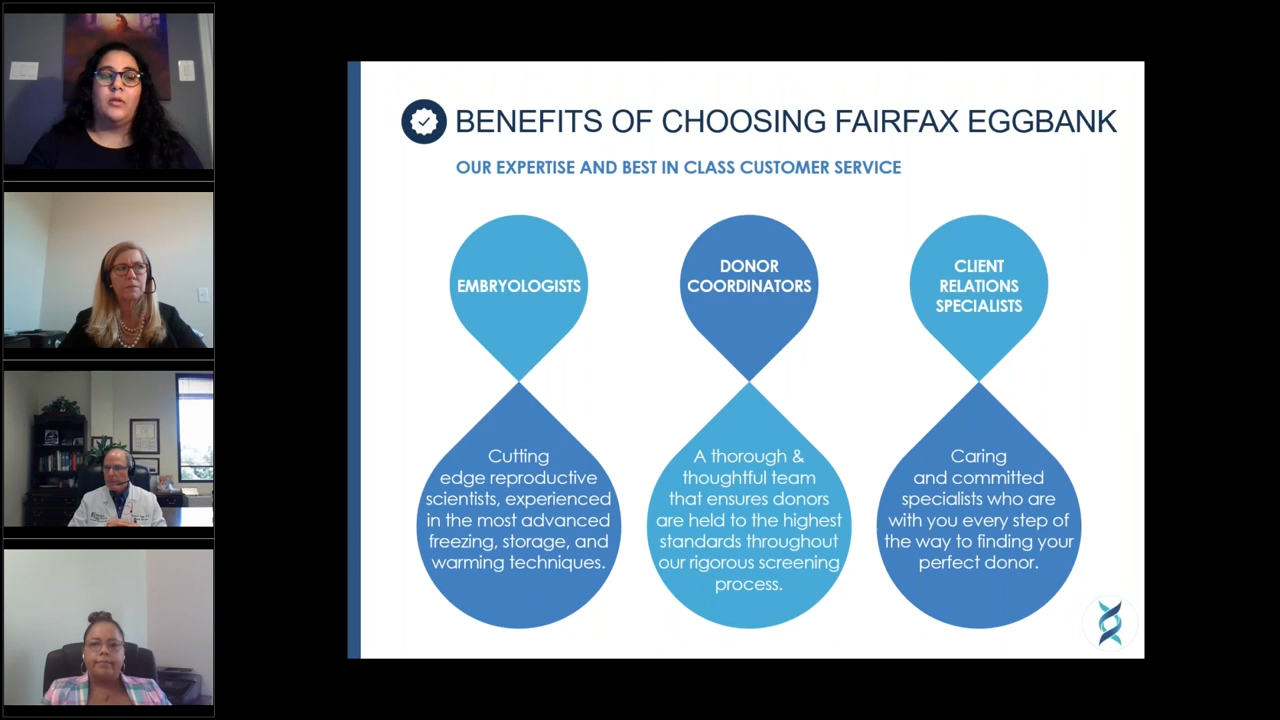 BENEFITS OF CHOOSING FAIRFAX EGGBANK
OUR EXPERTISE AND BEST IN CLASS CUSTOMER SERVICE
EMBRYOLOGISTS
Cutting
edge reproductive
scientists, experienced
in the most advanced
freezing, storage, and
warming techniques.
DONOR
COORDINATORS
A thorough &
thoughtful team
that ensures donors
are held to the highest
standards throughout
our rigorous screening
process.
CLIENT
RELATIONS
SPECIALISTS
Caring
and committed
specialists who are
with you every step of
the way to finding your
perfect donor.